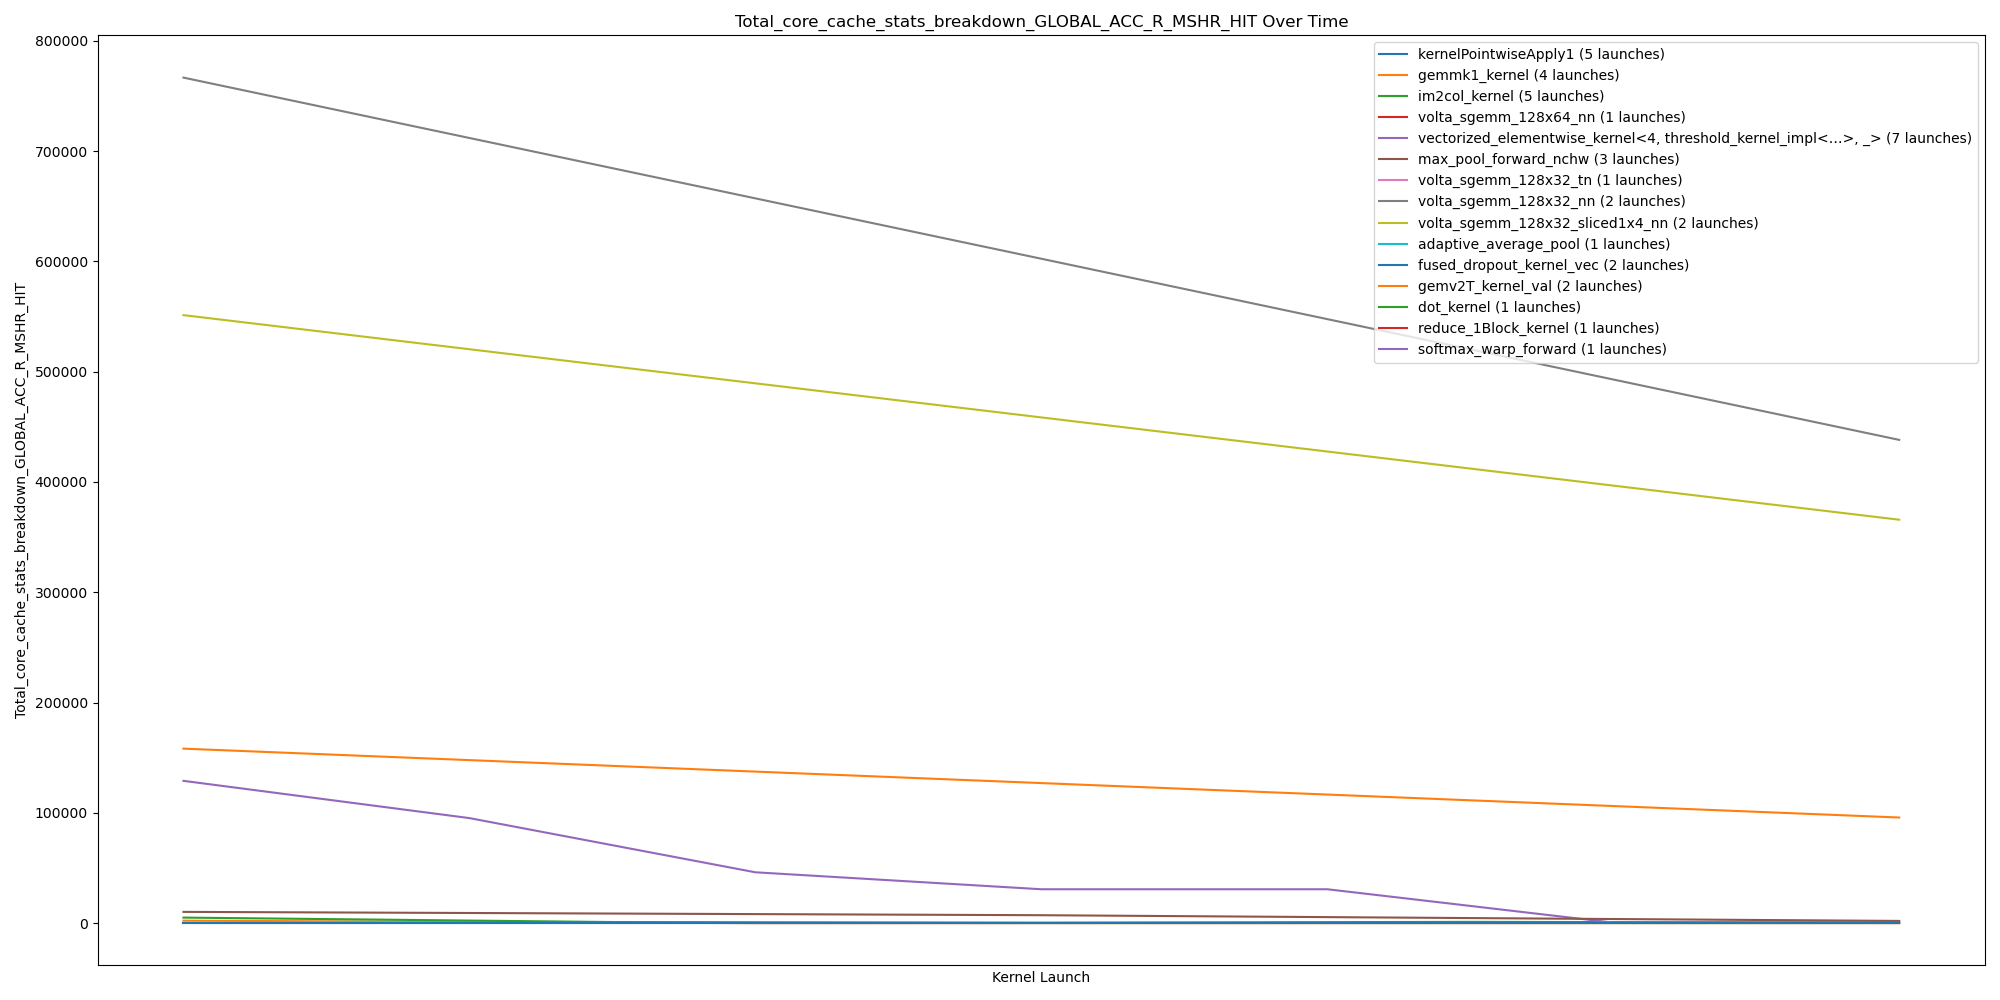 Total_core_cache_stats_breakdown_GLOBAL_ACC_R_MSHR_HIT Over Time
Total_core_cache_stats_breakdown_GLOBAL_ACC_R_MSHR_HIT
800000
700000
600000
500000
400000
300000
200000
100000
0
kernelPointwiseApply1 (5 launches)
gemmk1_kernel (4 launches)
im2col_kernel (5 launches)
volta_sgemm_128x64_nn (1 launches)
vectorized_elementwise_kernel<4, threshold_kernel_impl<...>, _> (7 launches)
max_pool_forward_nchw (3 launches)
volta_sgemm_128x32_tn (1 launches)
volta_sgemm_128x32_nn (2 launches)
volta_sgemm_128x32_sliced1x4_nn (2 launches)
adaptive_average_pool (1 launches)
fused_dropout_kernel_vec (2 launches)
gemv2T_kernel_val (2 launches)
dot_kernel (1 launches)
reduce_1Block_kernel (1 launches)
softmax_warp_forward (1 launches)
Kernel Launch